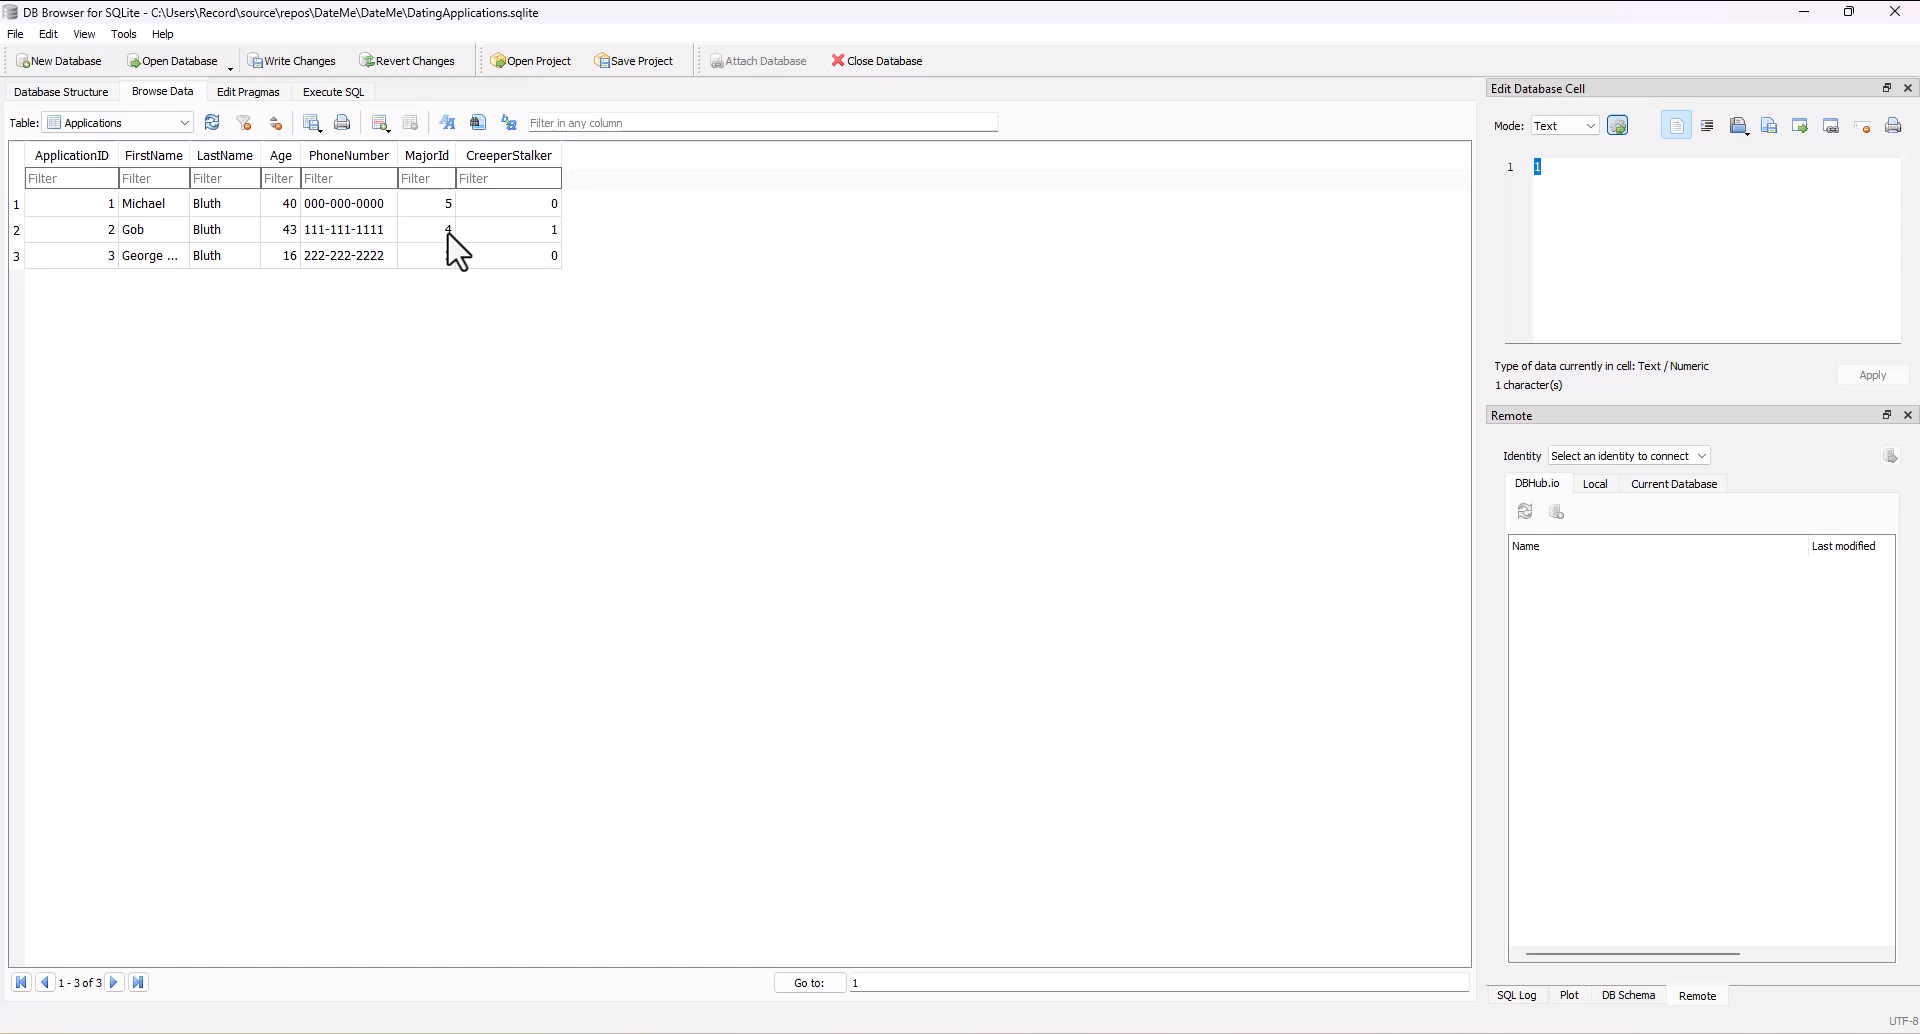 DB Browser for SQLite - C:\Users\Record\source\repos\DateMe\DateMe\DatingApplications.sqlite
File Edit View Tools Help
New Database Open Database Write Changes Revert Changes Open Project Save Project Attach Database Close Database
Database Structure Browse Data Edit Pragmas Execute SQL
Table: Applications Filter in any column
ApplicationID FirstName LastName Age PhoneNumber MajorId CreeperStalker
Filter Filter Filter Filter Filter Filter Filter
1 1 Michael Bluth 40 000-000-0000 5 0
2 2 Gob Bluth 43 111-111-1111 4 1
3 3 George ... Bluth 16 222-222-2222 0
1 - 3 of 3 Go to: 1
Edit Database Cell
Mode: Text
1 1
Type of data currently in cell: Text / Numeric
1 character(s)
Apply
Remote
Identity Select an identity to connect
DBHub.io Local Current Database
Name Last modified
SQL Log Plot DB Schema Remote
UTF-8